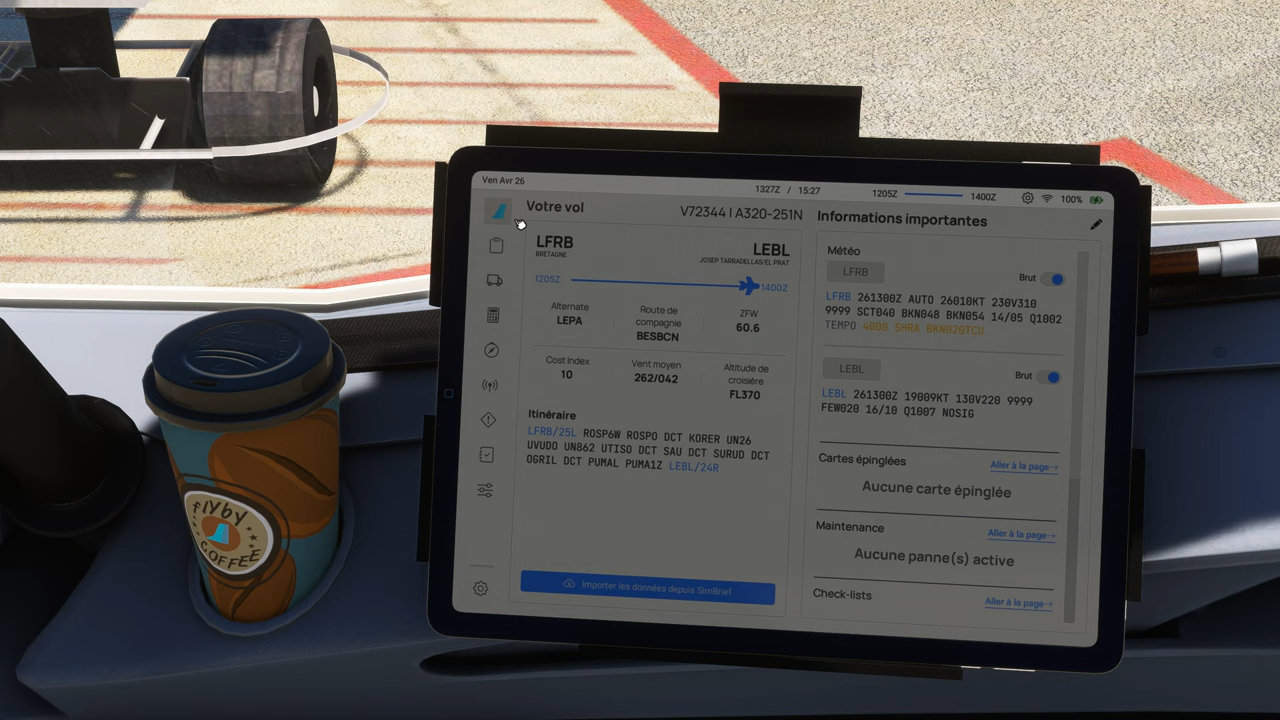 Ven Avr 26
1327Z / 15:27
1205Z
1400Z
100%
Votre vol
V72344 | A320-251N
LFRB
BRETAGNE
LEBL
JOSEP TARRADELLAS/EL PRAT
1205Z
1400Z
Alternate
LEPA
Route de
compagnie
BESBCN
ZFW
60.6
Cost Index
10
Vent moyen
262/042
Altitude de
croisière
FL370
Itinéraire
LFRB/25L ROSP6W ROSPO DCT KORER UN26
UVUDO UN862 UTISO DCT SAU DCT SURUD DCT
OGRIL DCT PUMAL PUMA1Z LEBL/24R
Importer les données depuis SimBrief
Informations importantes
Météo
LFRB
Brut
LFRB 261300Z AUTO 26010KT 230V310
9999 SCT040 BKN048 BKN054 14/05 Q1002
TEMPO 4000 SHRA BKN020TCU
LEBL
Brut
LEBL 261300Z 19009KT 130V220 9999
FEW020 16/10 Q1007 NOSIG
Cartes épinglées
Aller à la page
Aucune carte épinglée
Maintenance
Aller à la page
Aucune panne(s) active
Check-lists
Aller à la page
flyby
COFFEE